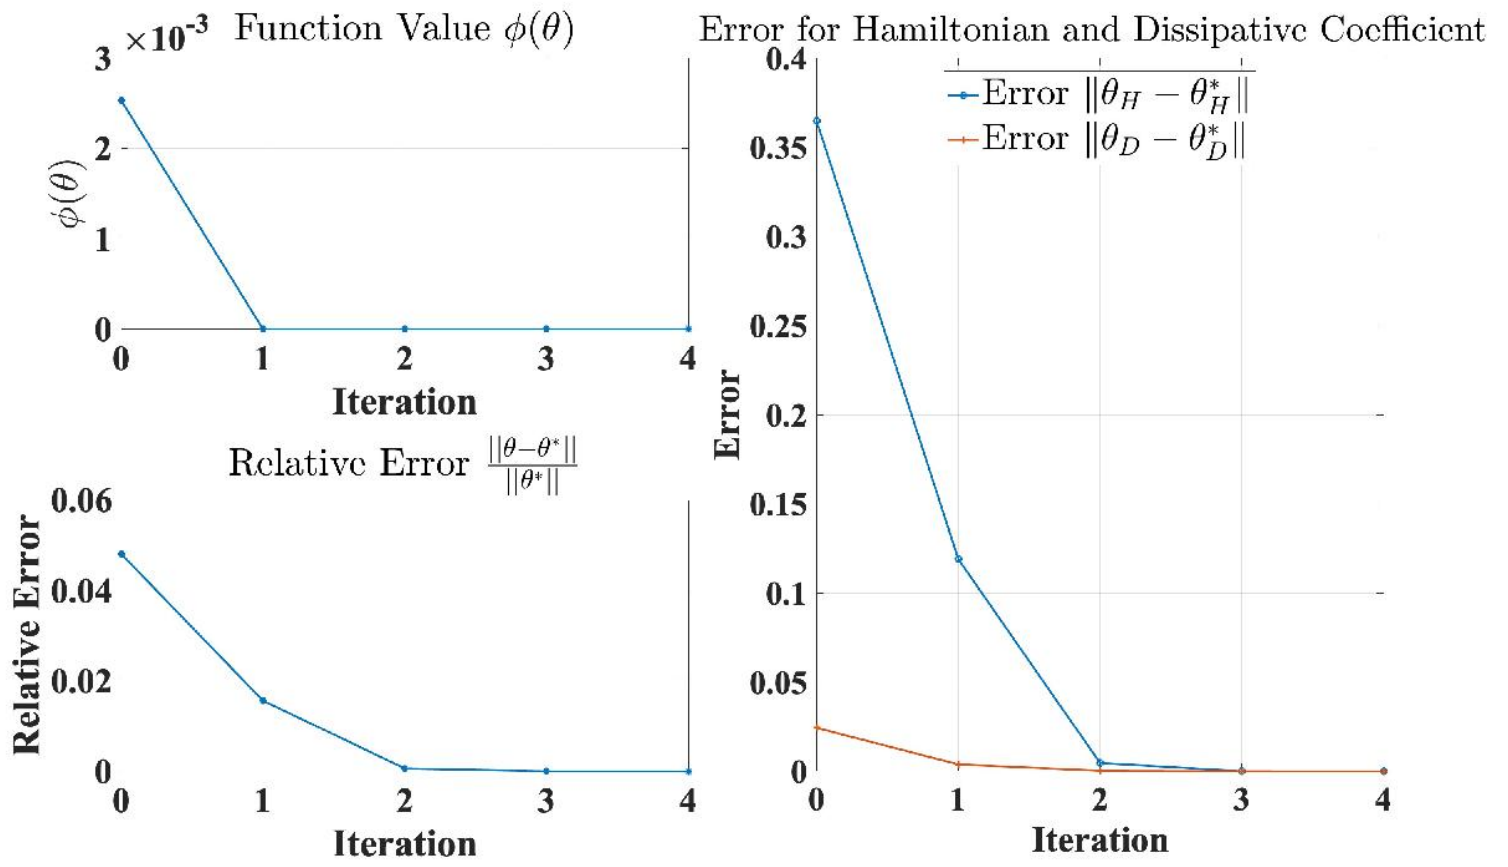 ×10⁻³ Function Value ϕ(θ)
3
2
1
0
ϕ(θ)
0 1 2 3 4
Iteration
Relative Error ||θ−θ*|| / ||θ*||
0.06
0.04
0.02
0
Relative Error
0 1 2 3 4
Iteration
Error for Hamiltonian and Dissipative Coefficient
Error ‖θ_H − θ*_H‖
Error ‖θ_D − θ*_D‖
0.4
0.35
0.3
0.25
0.2
0.15
0.1
0.05
0
Error
0 1 2 3 4
Iteration